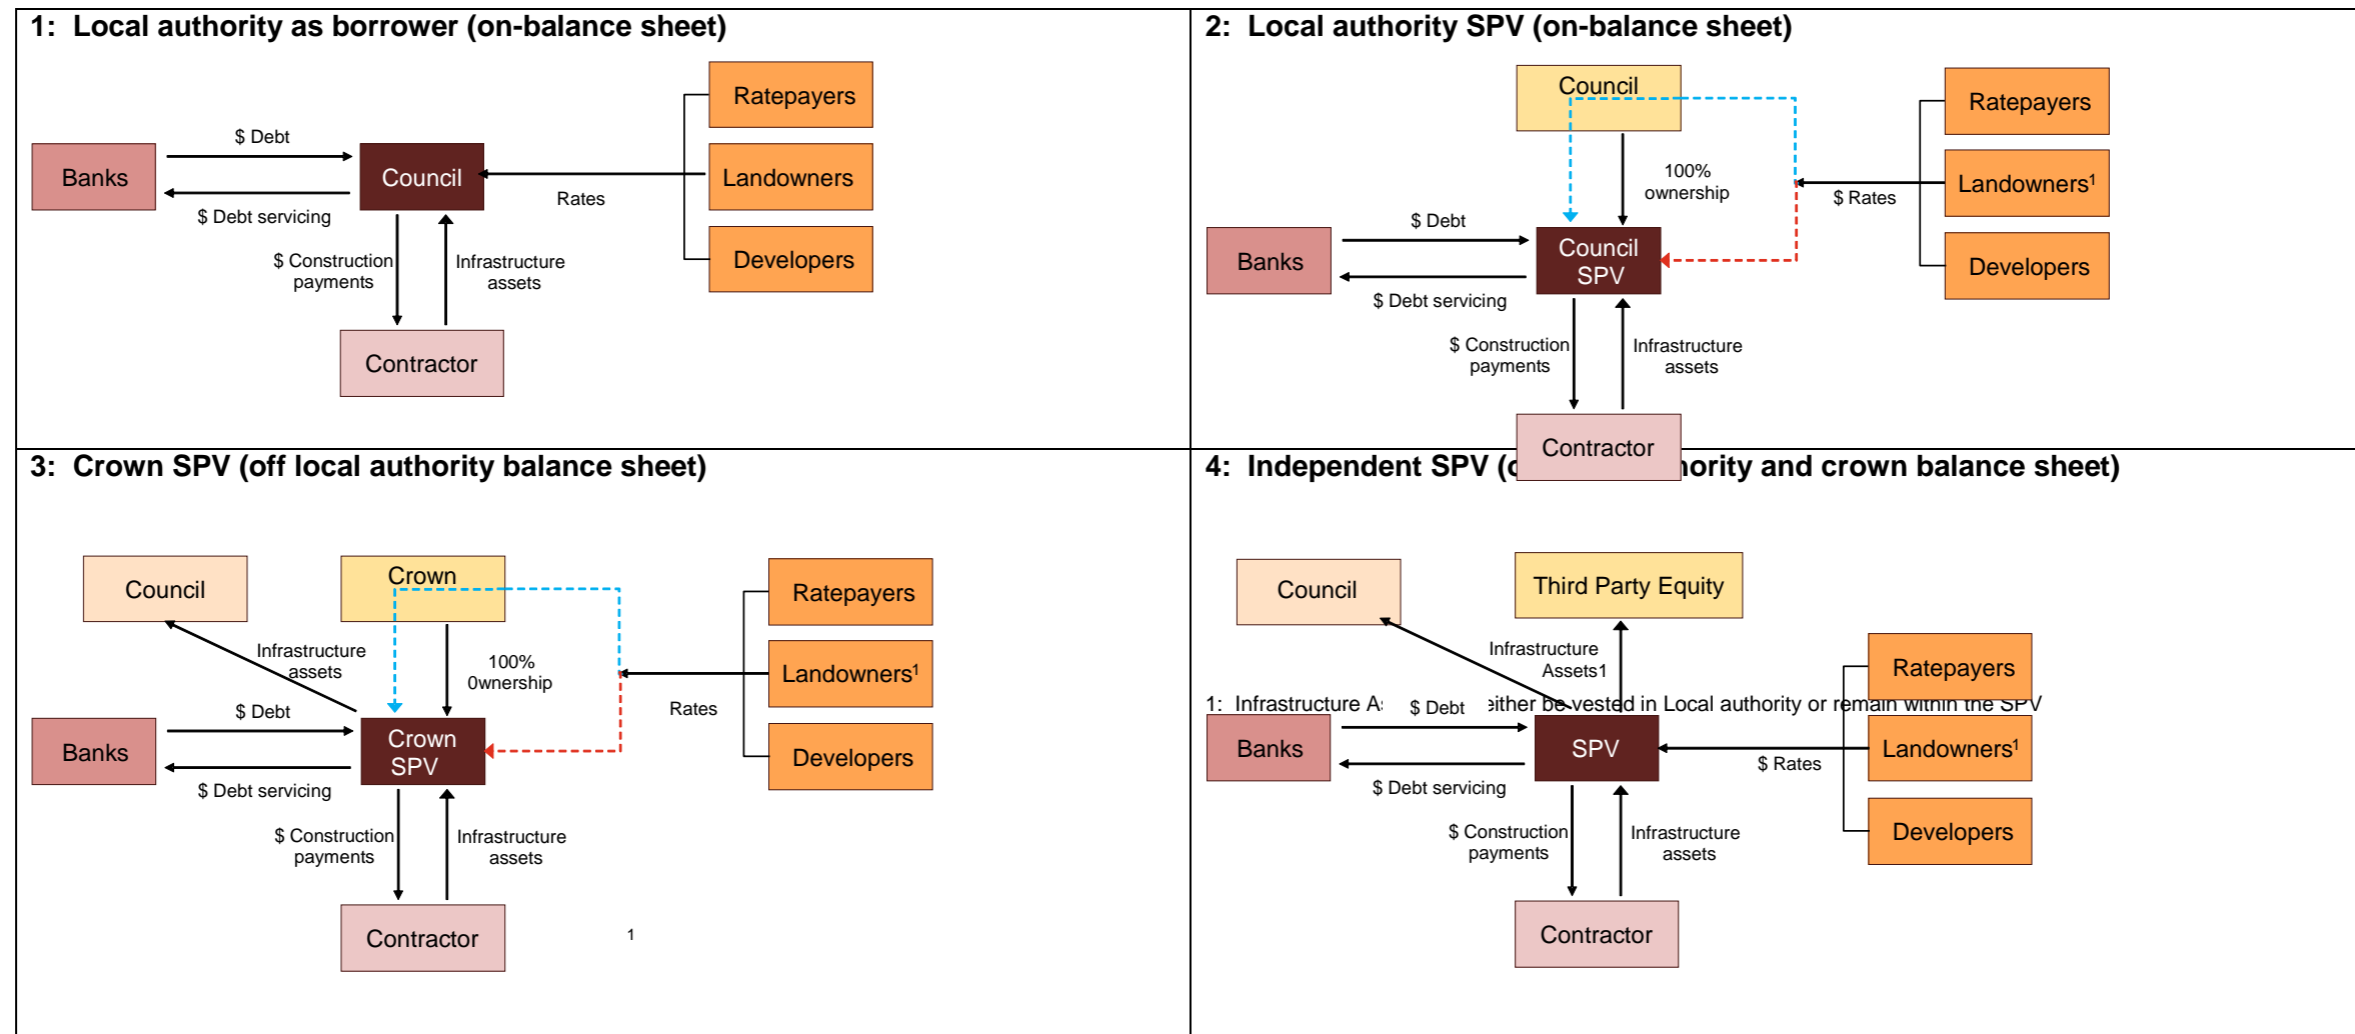 1: Local authority as borrower (on-balance sheet)
Ratepayers
$ Debt
Banks
Council
Landowners
Rates
$ Debt servicing
$ Construction
payments
Infrastructure
assets
Developers
Contractor
2: Local authority SPV (on-balance sheet)
Council
Ratepayers
100%
ownership
Landowners¹
$ Rates
$ Debt
Banks
Council
SPV
Developers
$ Debt servicing
$ Construction
payments
Infrastructure
assets
Contractor
3: Crown SPV (off local authority balance sheet)
Council
Crown
Ratepayers
Infrastructure
assets
100%
0wnership
Landowners¹
Rates
$ Debt
Banks
Crown
SPV
Developers
$ Debt servicing
$ Construction
payments
Infrastructure
assets
Contractor
1
4: Independent SPV ( and crown balance sheet)
Council
Third Party Equity
Infrastructure
Assets1
Ratepayers
1: Infrastructure either be vested in Local authority or remain within the SPV
$ Debt
Banks
SPV
Landowners¹
$ Rates
$ Debt servicing
$ Construction
payments
Infrastructure
assets
Developers
Contractor